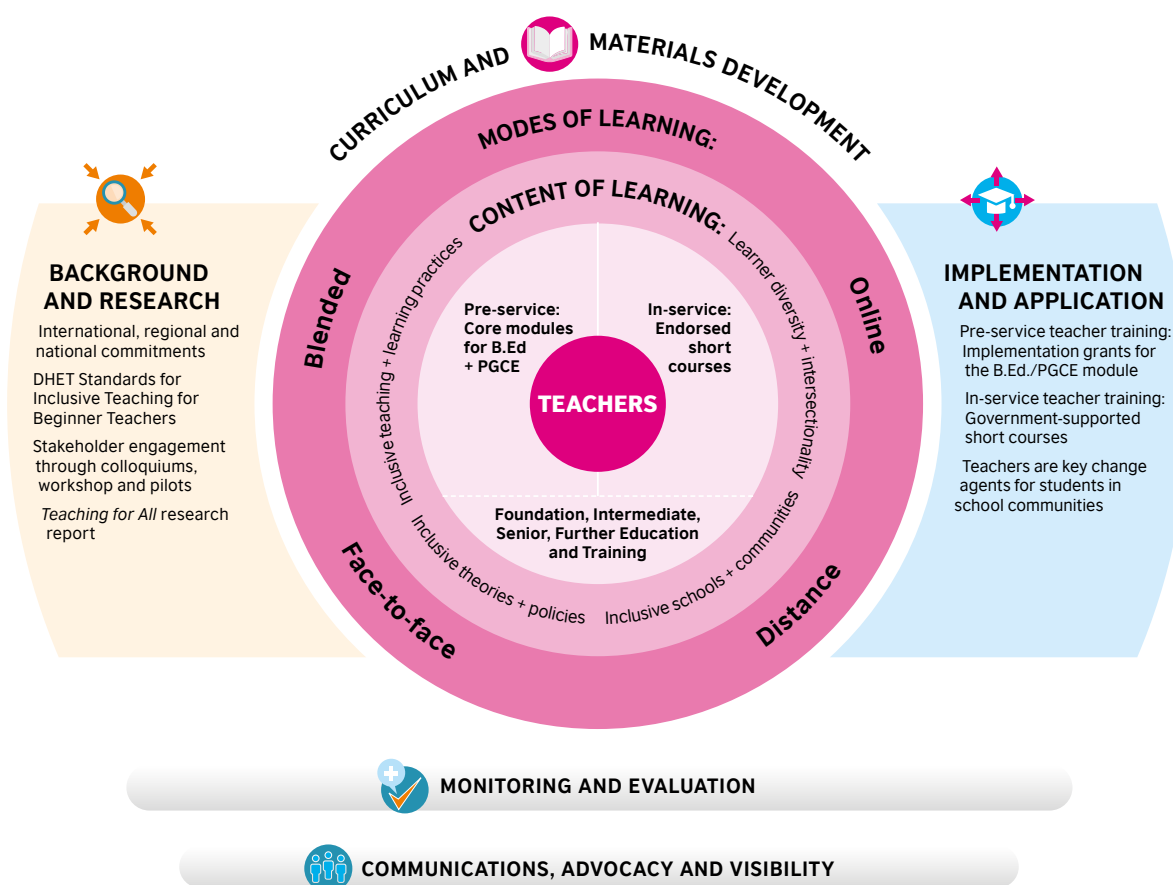 CURRICULUM AND MATERIALS DEVELOPMENT
MODES OF LEARNING:
Blended
Online
Face-to-face
Distance
CONTENT OF LEARNING:
Inclusive teaching + learning practices
Learner diversity + intersectionality
Inclusive theories + policies
Inclusive schools + communities
Pre-service:
Core modules
for B.Ed
+ PGCE
In-service:
Endorsed
short
courses
TEACHERS
Foundation, Intermediate,
Senior, Further Education
and Training
BACKGROUND
AND RESEARCH
International, regional and
national commitments
DHET Standards for
Inclusive Teaching for
Beginner Teachers
Stakeholder engagement
through colloquiums,
workshop and pilots
Teaching for All research
report
IMPLEMENTATION
AND APPLICATION
Pre-service teacher training:
Implementation grants for
the B.Ed./PGCE module
In-service teacher training:
Government-supported
short courses
Teachers are key change
agents for students in
school communities
MONITORING AND EVALUATION
COMMUNICATIONS, ADVOCACY AND VISIBILITY